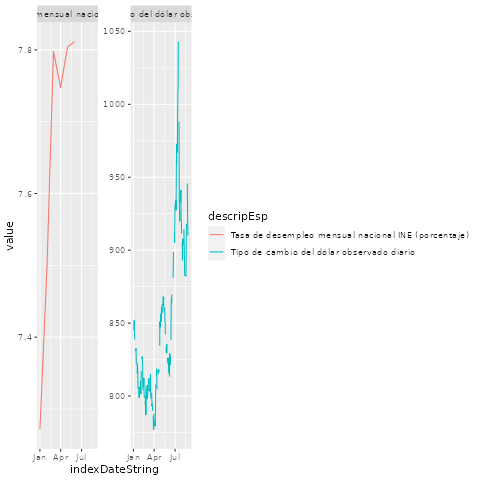 mensual nacio
o del dólar obs
1050
1000
950
900
850
800
7.8
7.6
7.4
value
Jan Apr Jul
Jan Apr Jul
indexDateString
descripEsp
Tasa de desempleo mensual nacional INE (porcentaje)
Tipo de cambio del dólar observado diario